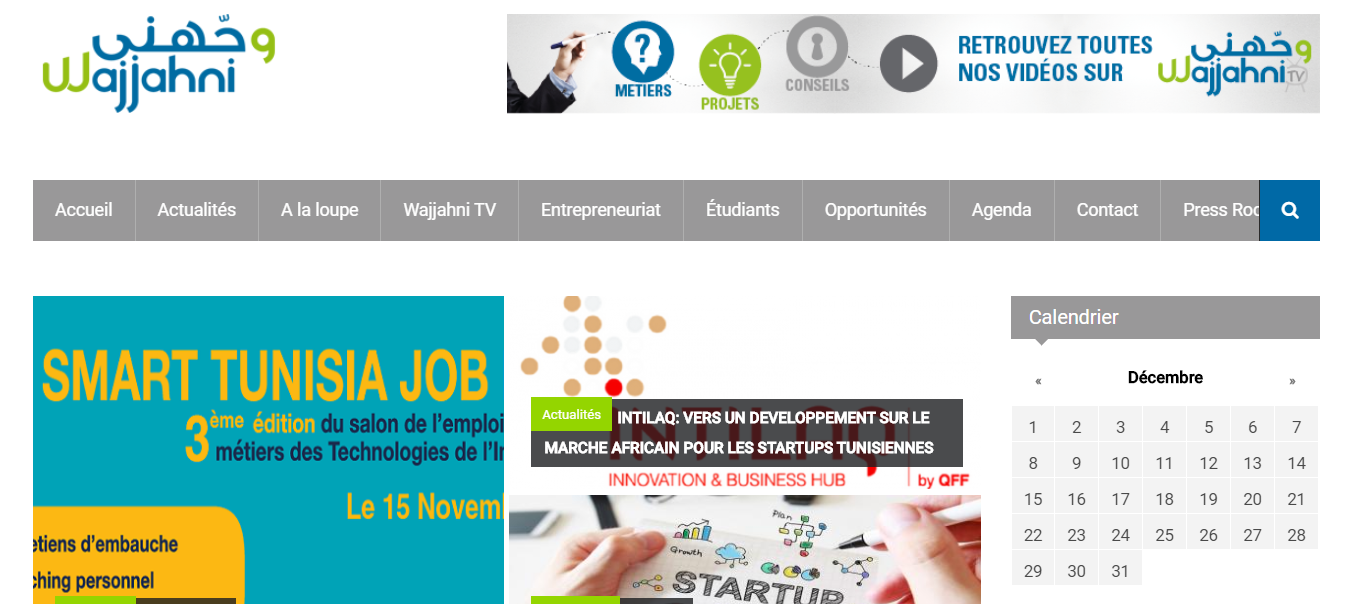 وجّهني
Wajjahni
METIERS
PROJETS
CONSEILS
RETROUVEZ TOUTES
NOS VIDÉOS SUR
وجّهني
Wajjahni TV
Accueil
Actualités
A la loupe
Wajjahni TV
Entrepreneuriat
Étudiants
Opportunités
Agenda
Contact
Press Roo
SMART TUNISIA JOB
3ème édition du salon de l'emploi
métiers des Technologies de l'In
Le 15 Novem
etiens d'embauche
ching personnel
Actualités
INTILAQ: VERS UN DEVELOPPEMENT SUR LE
MARCHE AFRICAIN POUR LES STARTUPS TUNISIENNES
INTILAQ
INNOVATION & BUSINESS HUB
by QFF
Plan
Growth
STARTUP
Calendrier
« Décembre »
1 2 3 4 5 6 7
8 9 10 11 12 13 14
15 16 17 18 19 20 21
22 23 24 25 26 27 28
29 30 31